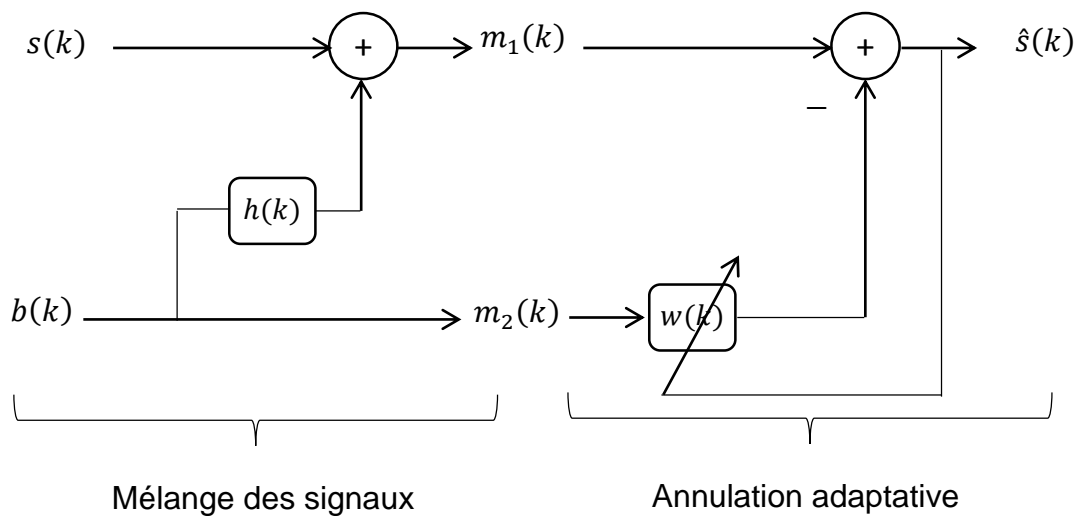 s(k) + m₁(k) + ŝ(k)
−
h(k)
b(k) m₂(k) w(k)
Mélange des signaux Annulation adaptative